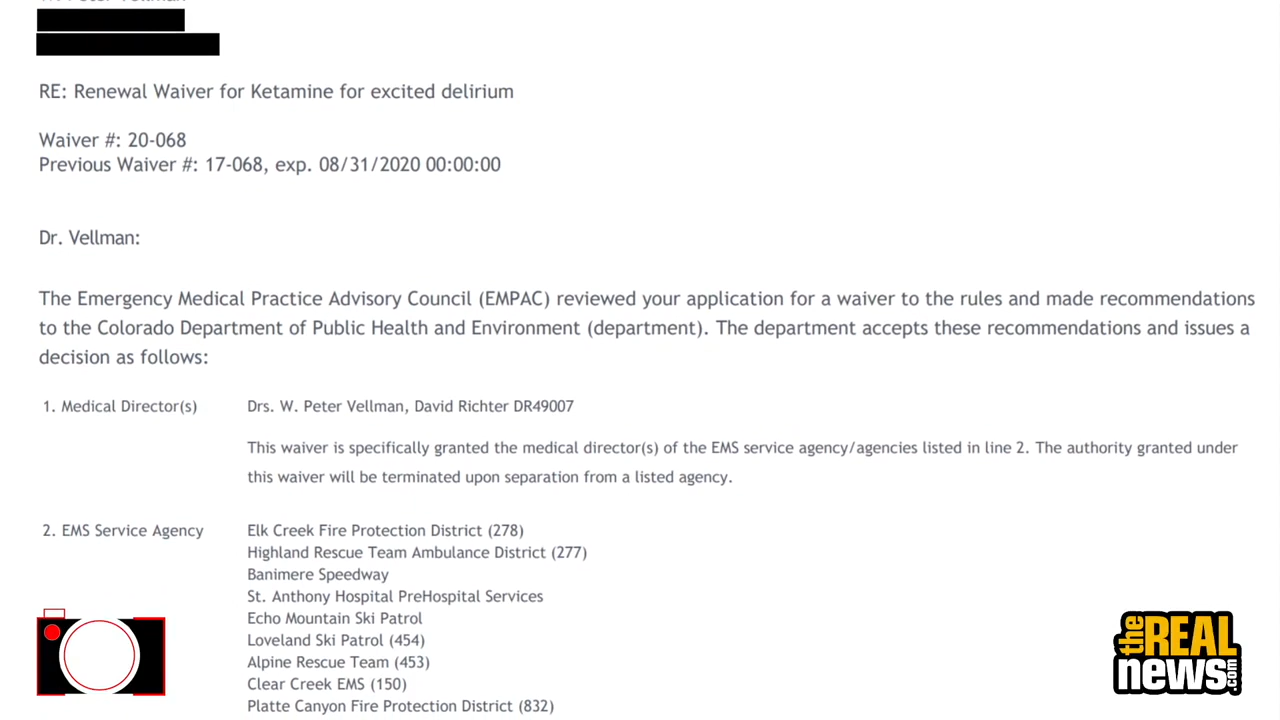 RE: Renewal Waiver for Ketamine for excited delirium
Waiver #: 20-068
Previous Waiver #: 17-068, exp. 08/31/2020 00:00:00
Dr. Vellman:
The Emergency Medical Practice Advisory Council (EMPAC) reviewed your application for a waiver to the rules and made recommendations
to the Colorado Department of Public Health and Environment (department). The department accepts these recommendations and issues a
decision as follows:
1. Medical Director(s) Drs. W. Peter Vellman, David Richter DR49007
This waiver is specifically granted the medical director(s) of the EMS service agency/agencies listed in line 2. The authority granted under
this waiver will be terminated upon separation from a listed agency.
2. EMS Service Agency Elk Creek Fire Protection District (278)
Highland Rescue Team Ambulance District (277)
Banimere Speedway
St. Anthony Hospital PreHospital Services
Echo Mountain Ski Patrol
Loveland Ski Patrol (454)
Alpine Rescue Team (453)
Clear Creek EMS (150)
Platte Canyon Fire Protection District (832)
the REAL
news.com